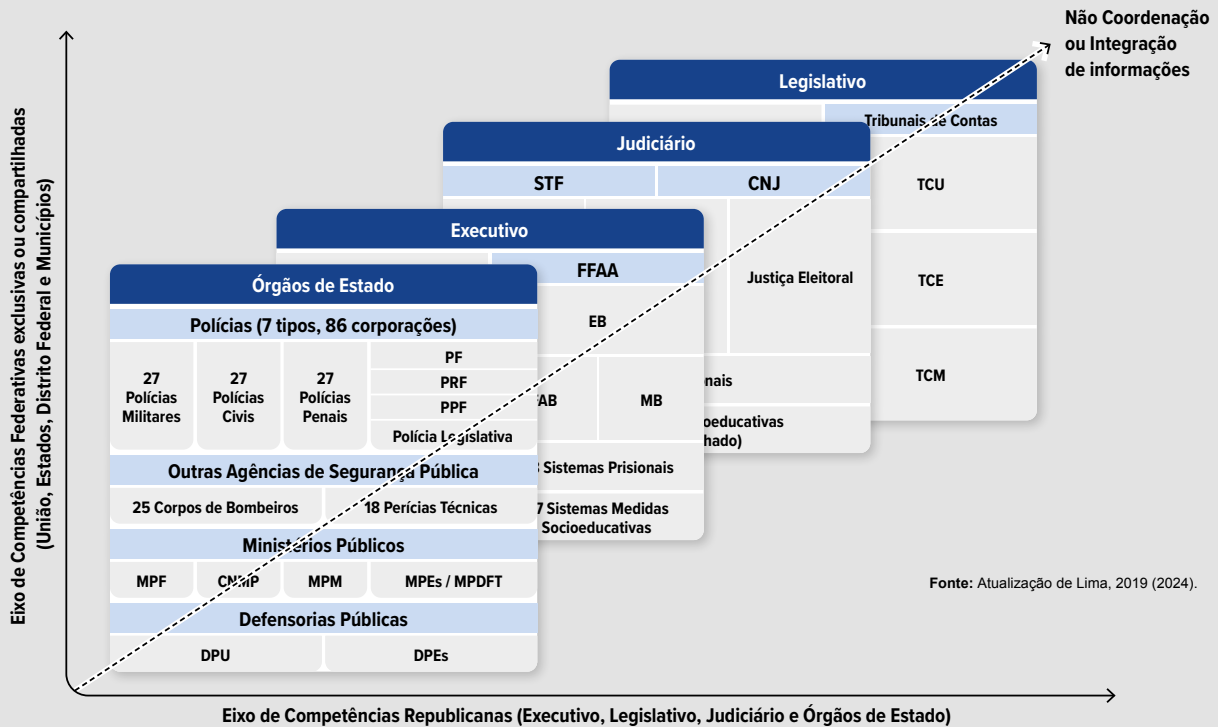 Não Coordenação
ou Integração
de informações
Eixo de Competências Federativas exclusivas ou compartilhadas
(União, Estados, Distrito Federal e Municípios)
Legislativo
Tribunais de Contas
TCU
TCE
TCM
Judiciário
STF
CNJ
Justiça Eleitoral
hado)
Executivo
FFAA
EB
MB
Sistemas Prisionais
Sistemas Medidas
Socioeducativas
Órgãos de Estado
Polícias (7 tipos, 86 corporações)
27
Polícias
Militares
27
Polícias
Civis
27
Polícias
Penais
PF
PRF
PPF
Polícia Legislativa
Outras Agências de Segurança Pública
25 Corpos de Bombeiros
18 Perícias Técnicas
Ministérios Públicos
MPF
CNMP
MPM
MPEs / MPDFT
Defensorias Públicas
DPU
DPEs
Fonte: Atualização de Lima, 2019 (2024).
Eixo de Competências Republicanas (Executivo, Legislativo, Judiciário e Órgãos de Estado)